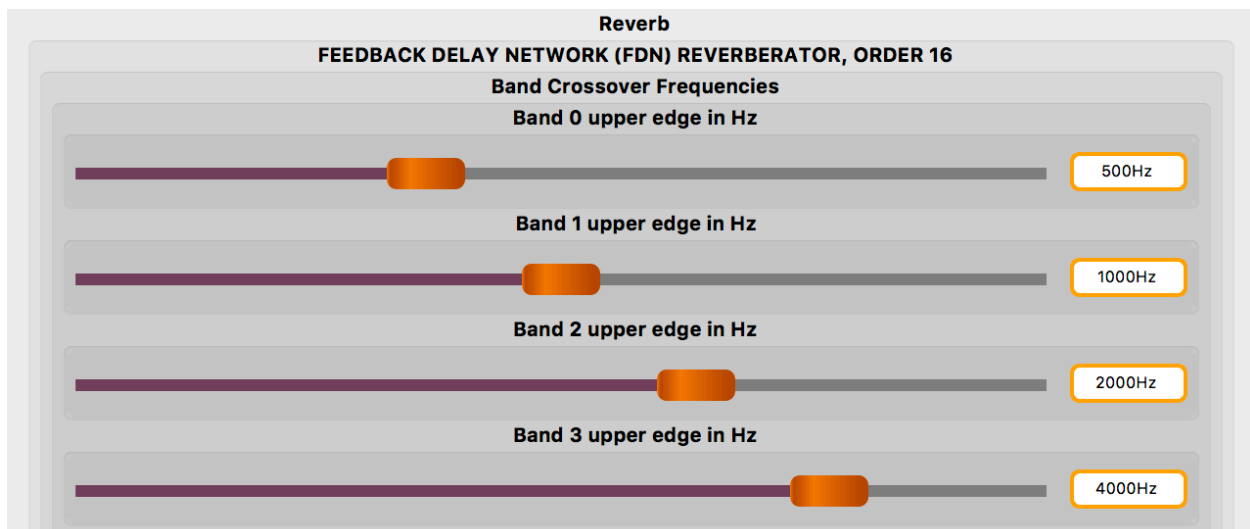 Reverb
FEEDBACK DELAY NETWORK (FDN) REVERBERATOR, ORDER 16
Band Crossover Frequencies
Band 0 upper edge in Hz
500Hz
Band 1 upper edge in Hz
1000Hz
Band 2 upper edge in Hz
2000Hz
Band 3 upper edge in Hz
4000Hz